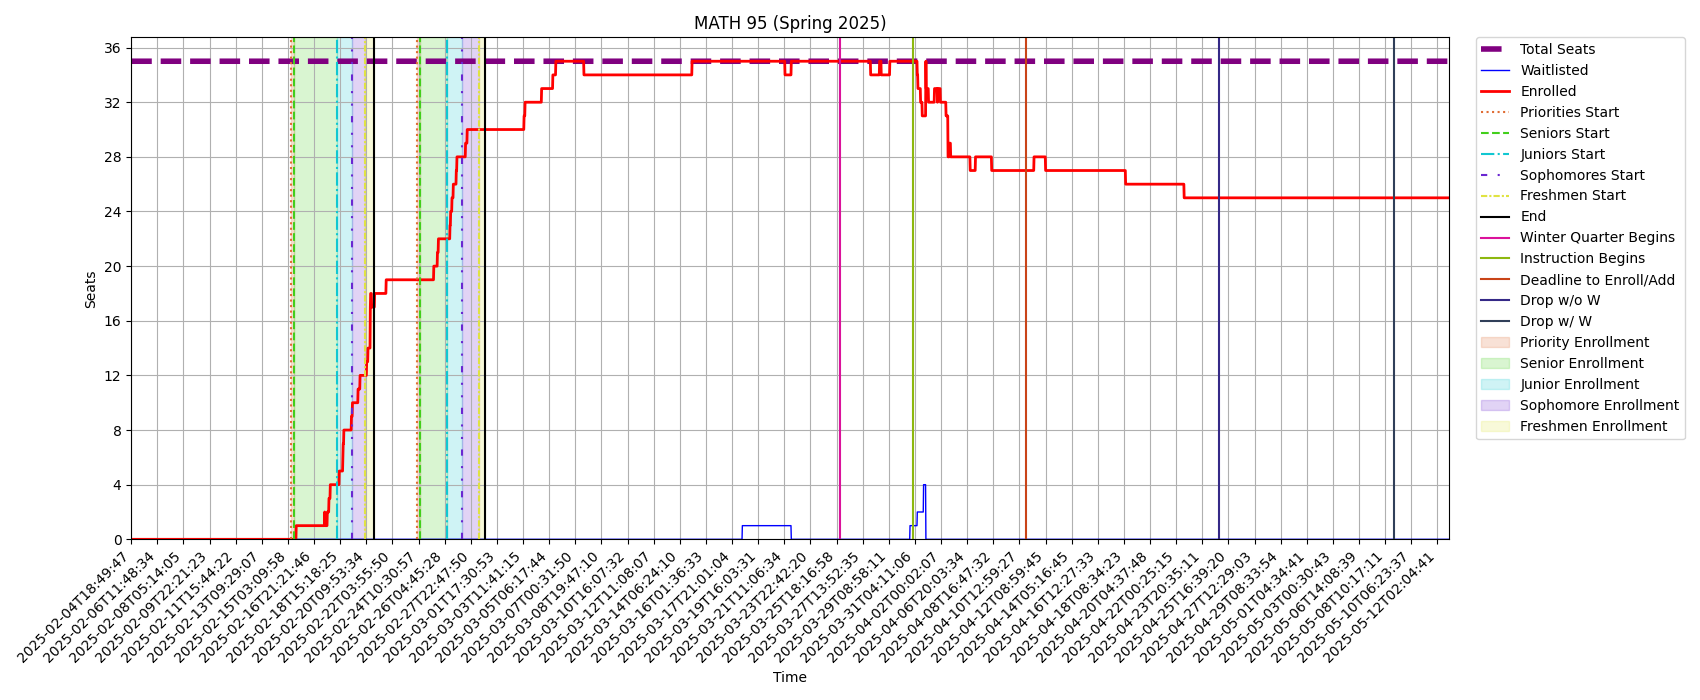 MATH 95 (Spring 2025)
Seats
36
32
28
24
20
16
12
8
4
0
2025-02-04T18:49:47
2025-02-06T11:48:34
2025-02-08T05:14:05
2025-02-09T22:21:23
2025-02-11T15:44:22
2025-02-13T09:29:07
2025-02-15T03:09:58
2025-02-16T21:21:46
2025-02-18T15:18:25
2025-02-20T09:53:34
2025-02-22T03:55:50
2025-02-24T10:30:57
2025-02-26T04:45:28
2025-02-27T22:47:50
2025-03-01T17:30:53
2025-03-03T11:41:15
2025-03-05T06:17:44
2025-03-07T00:31:50
2025-03-08T19:47:10
2025-03-10T16:07:32
2025-03-12T11:08:07
2025-03-14T06:24:10
2025-03-16T01:36:33
2025-03-17T21:01:04
2025-03-19T16:03:31
2025-03-21T11:06:34
2025-03-23T22:42:20
2025-03-25T18:16:58
2025-03-27T13:52:35
2025-03-29T08:58:11
2025-03-31T04:11:06
2025-04-02T00:02:07
2025-04-06T20:03:34
2025-04-08T16:47:32
2025-04-10T12:59:27
2025-04-12T08:59:45
2025-04-14T05:16:45
2025-04-16T12:27:33
2025-04-18T08:34:23
2025-04-20T04:37:48
2025-04-22T00:25:15
2025-04-23T20:35:11
2025-04-25T16:39:20
2025-04-27T12:29:03
2025-04-29T08:33:54
2025-05-01T04:34:41
2025-05-03T00:30:43
2025-05-06T14:08:39
2025-05-08T10:17:11
2025-05-10T06:23:37
2025-05-12T02:04:41
Time
Total Seats
Waitlisted
Enrolled
Priorities Start
Seniors Start
Juniors Start
Sophomores Start
Freshmen Start
End
Winter Quarter Begins
Instruction Begins
Deadline to Enroll/Add
Drop w/o W
Drop w/ W
Priority Enrollment
Senior Enrollment
Junior Enrollment
Sophomore Enrollment
Freshmen Enrollment